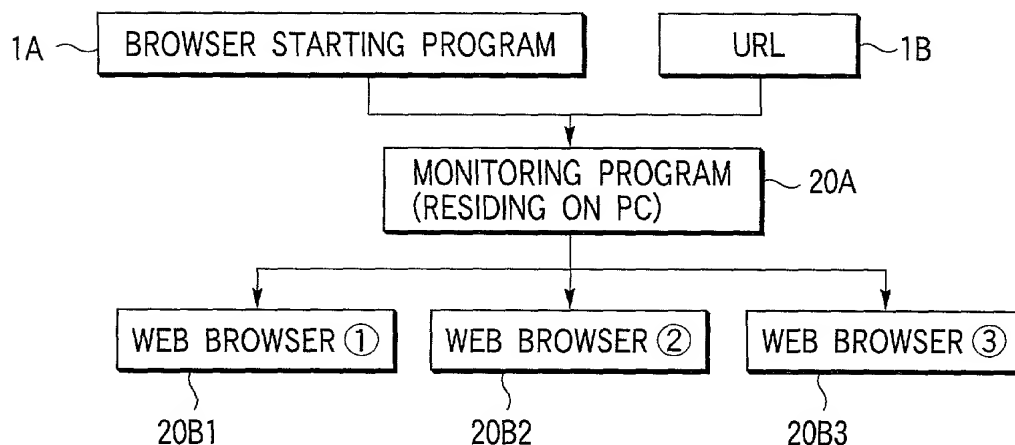 1A BROWSER STARTING PROGRAM URL 1B
MONITORING PROGRAM
(RESIDING ON PC)
20A
WEB BROWSER ① WEB BROWSER ② WEB BROWSER ③
20B1 20B2 20B3